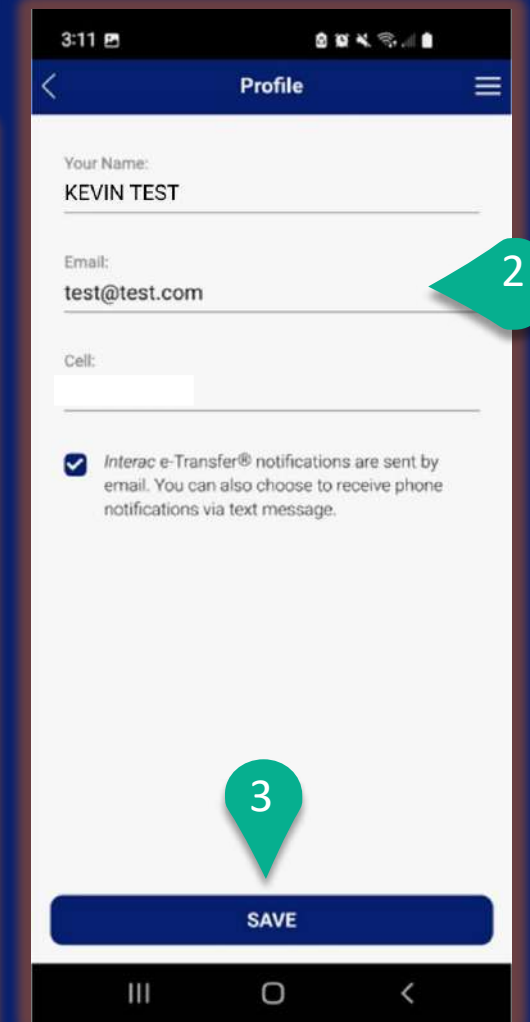 3:11
Profile
Your Name:
KEVIN TEST
Email:
test@test.com
2
Cell:
Interac e-Transfer® notifications are sent by
email. You can also choose to receive phone
notifications via text message.
3
SAVE